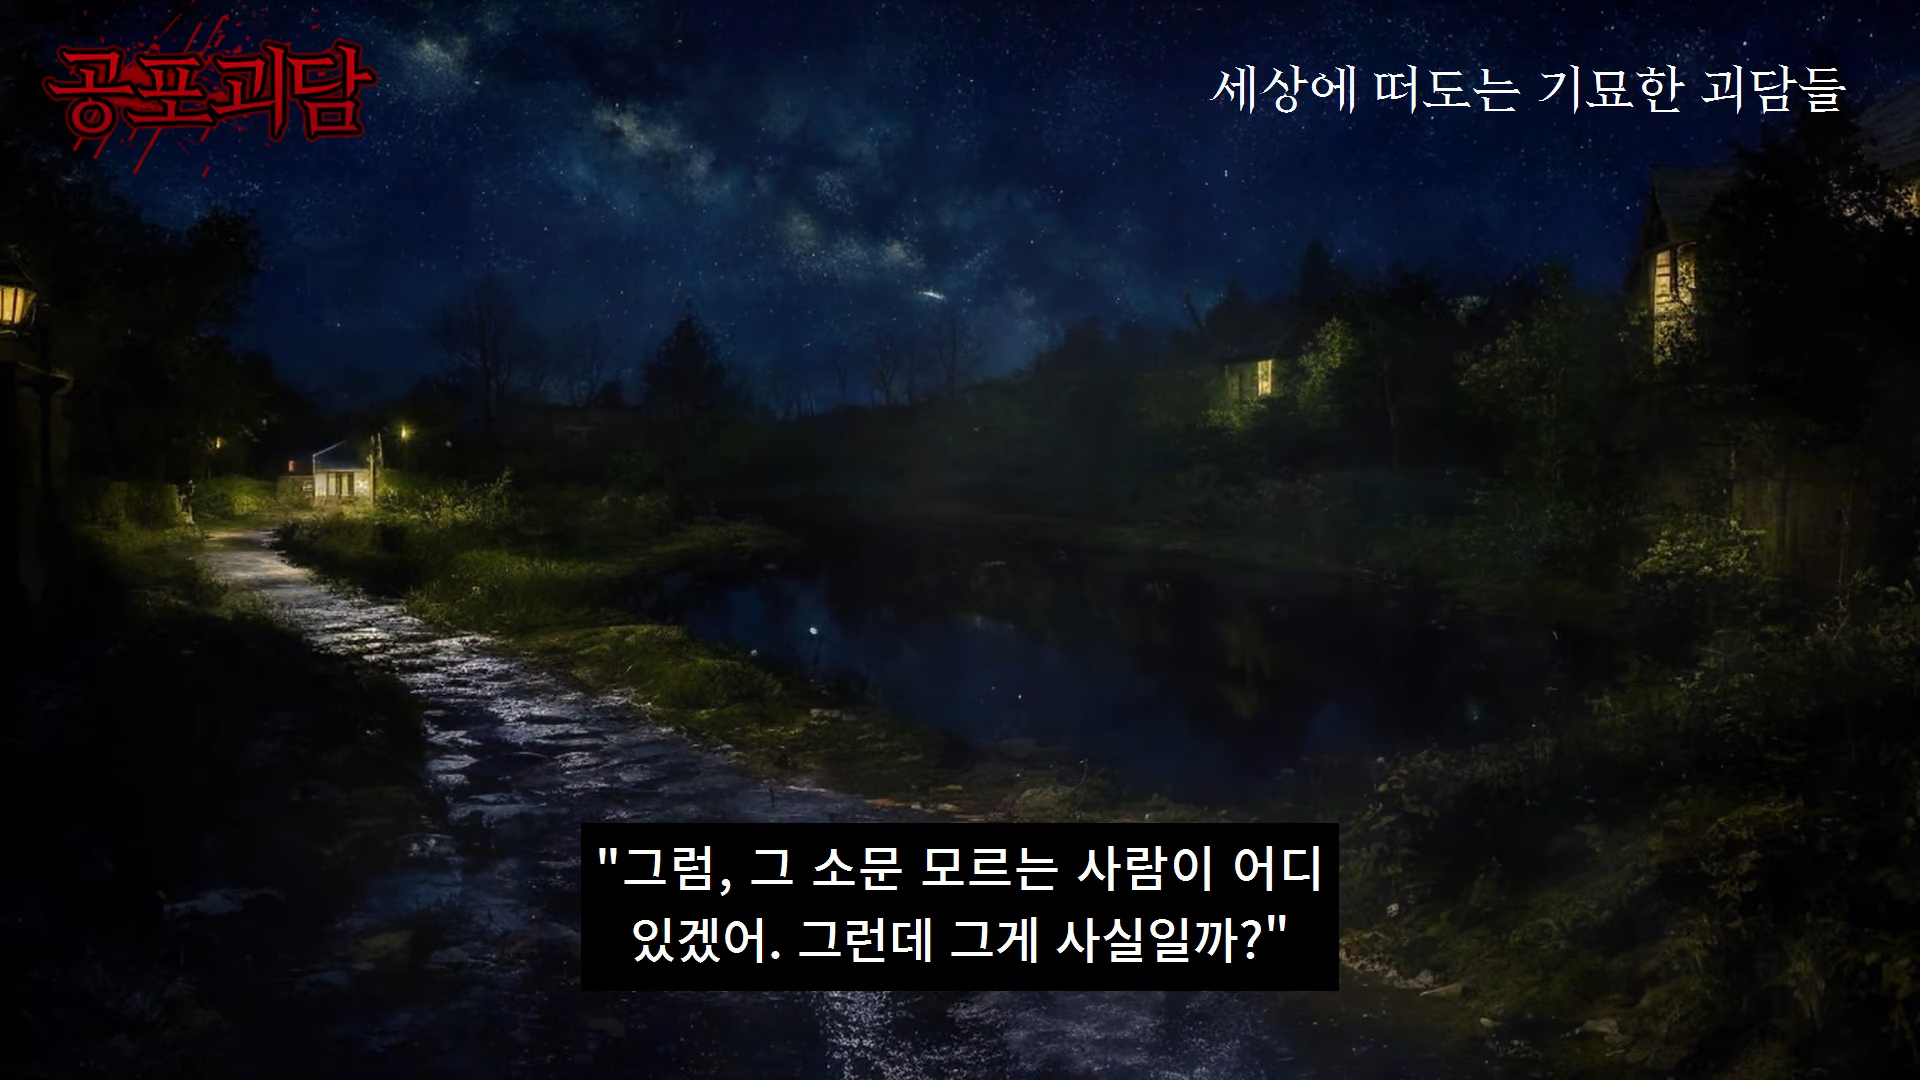 공포괴담
세상에 떠도는 기묘한 괴담들
"그럼, 그 소문 모르는 사람이 어디
있겠어. 그런데 그게 사실일까?"